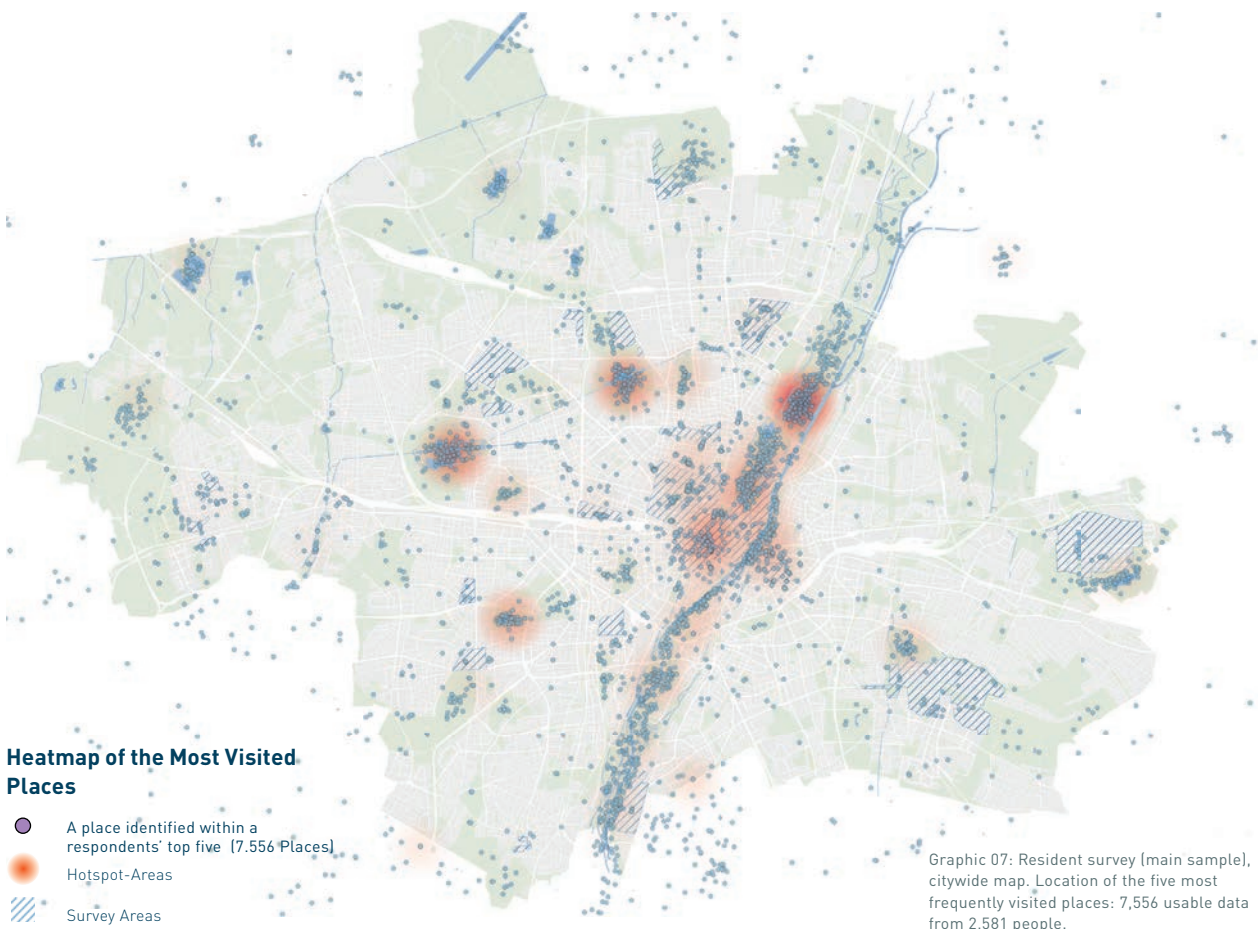 Heatmap of the Most Visited
Places
A place identified within a
respondents' top five (7.556 Places)
Hotspot-Areas
Survey Areas
Graphic 07: Resident survey (main sample),
citywide map. Location of the five most
frequently visited places: 7,556 usable data
from 2.581 people.